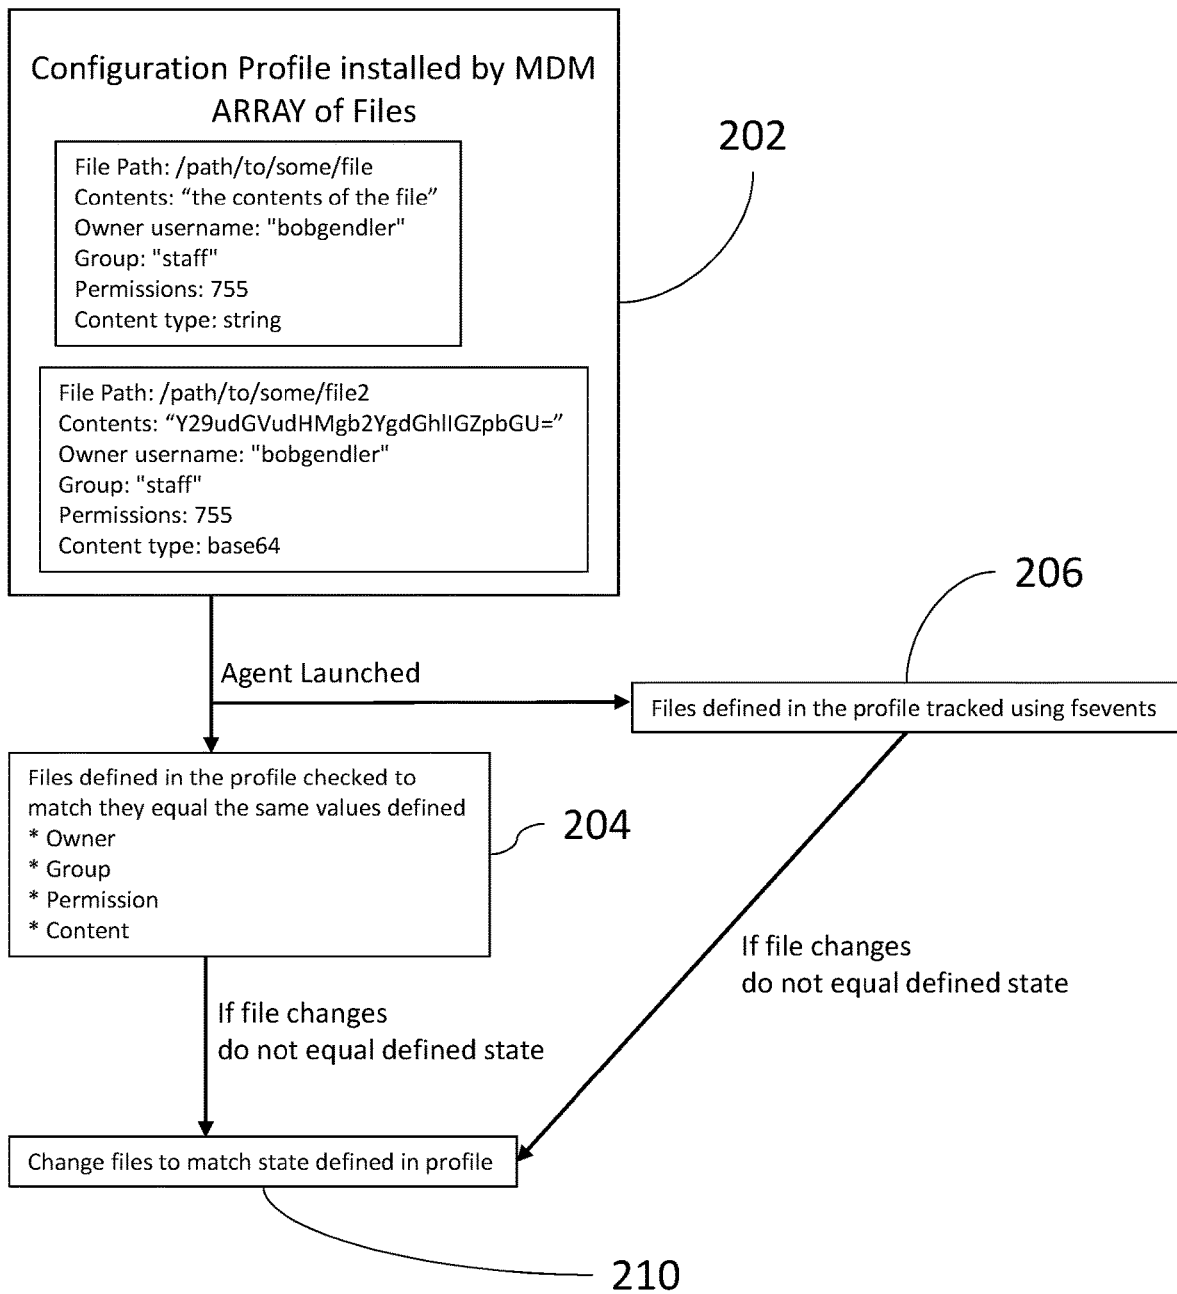 Configuration Profile installed by MDM
ARRAY of Files
File Path: /path/to/some/file
Contents: “the contents of the file”
Owner username: "bobgendler"
Group: "staff"
Permissions: 755
Content type: string
202
File Path: /path/to/some/file2
Contents: “Y29udGVudHMgb2YgdGhlIGZpbGU=”
Owner username: "bobgendler"
Group: "staff"
Permissions: 755
Content type: base64
206
Agent Launched
Files defined in the profile tracked using fsevents
Files defined in the profile checked to
match they equal the same values defined
* Owner
* Group
* Permission
* Content
204
If file changes
do not equal defined state
If file changes
do not equal defined state
Change files to match state defined in profile
210